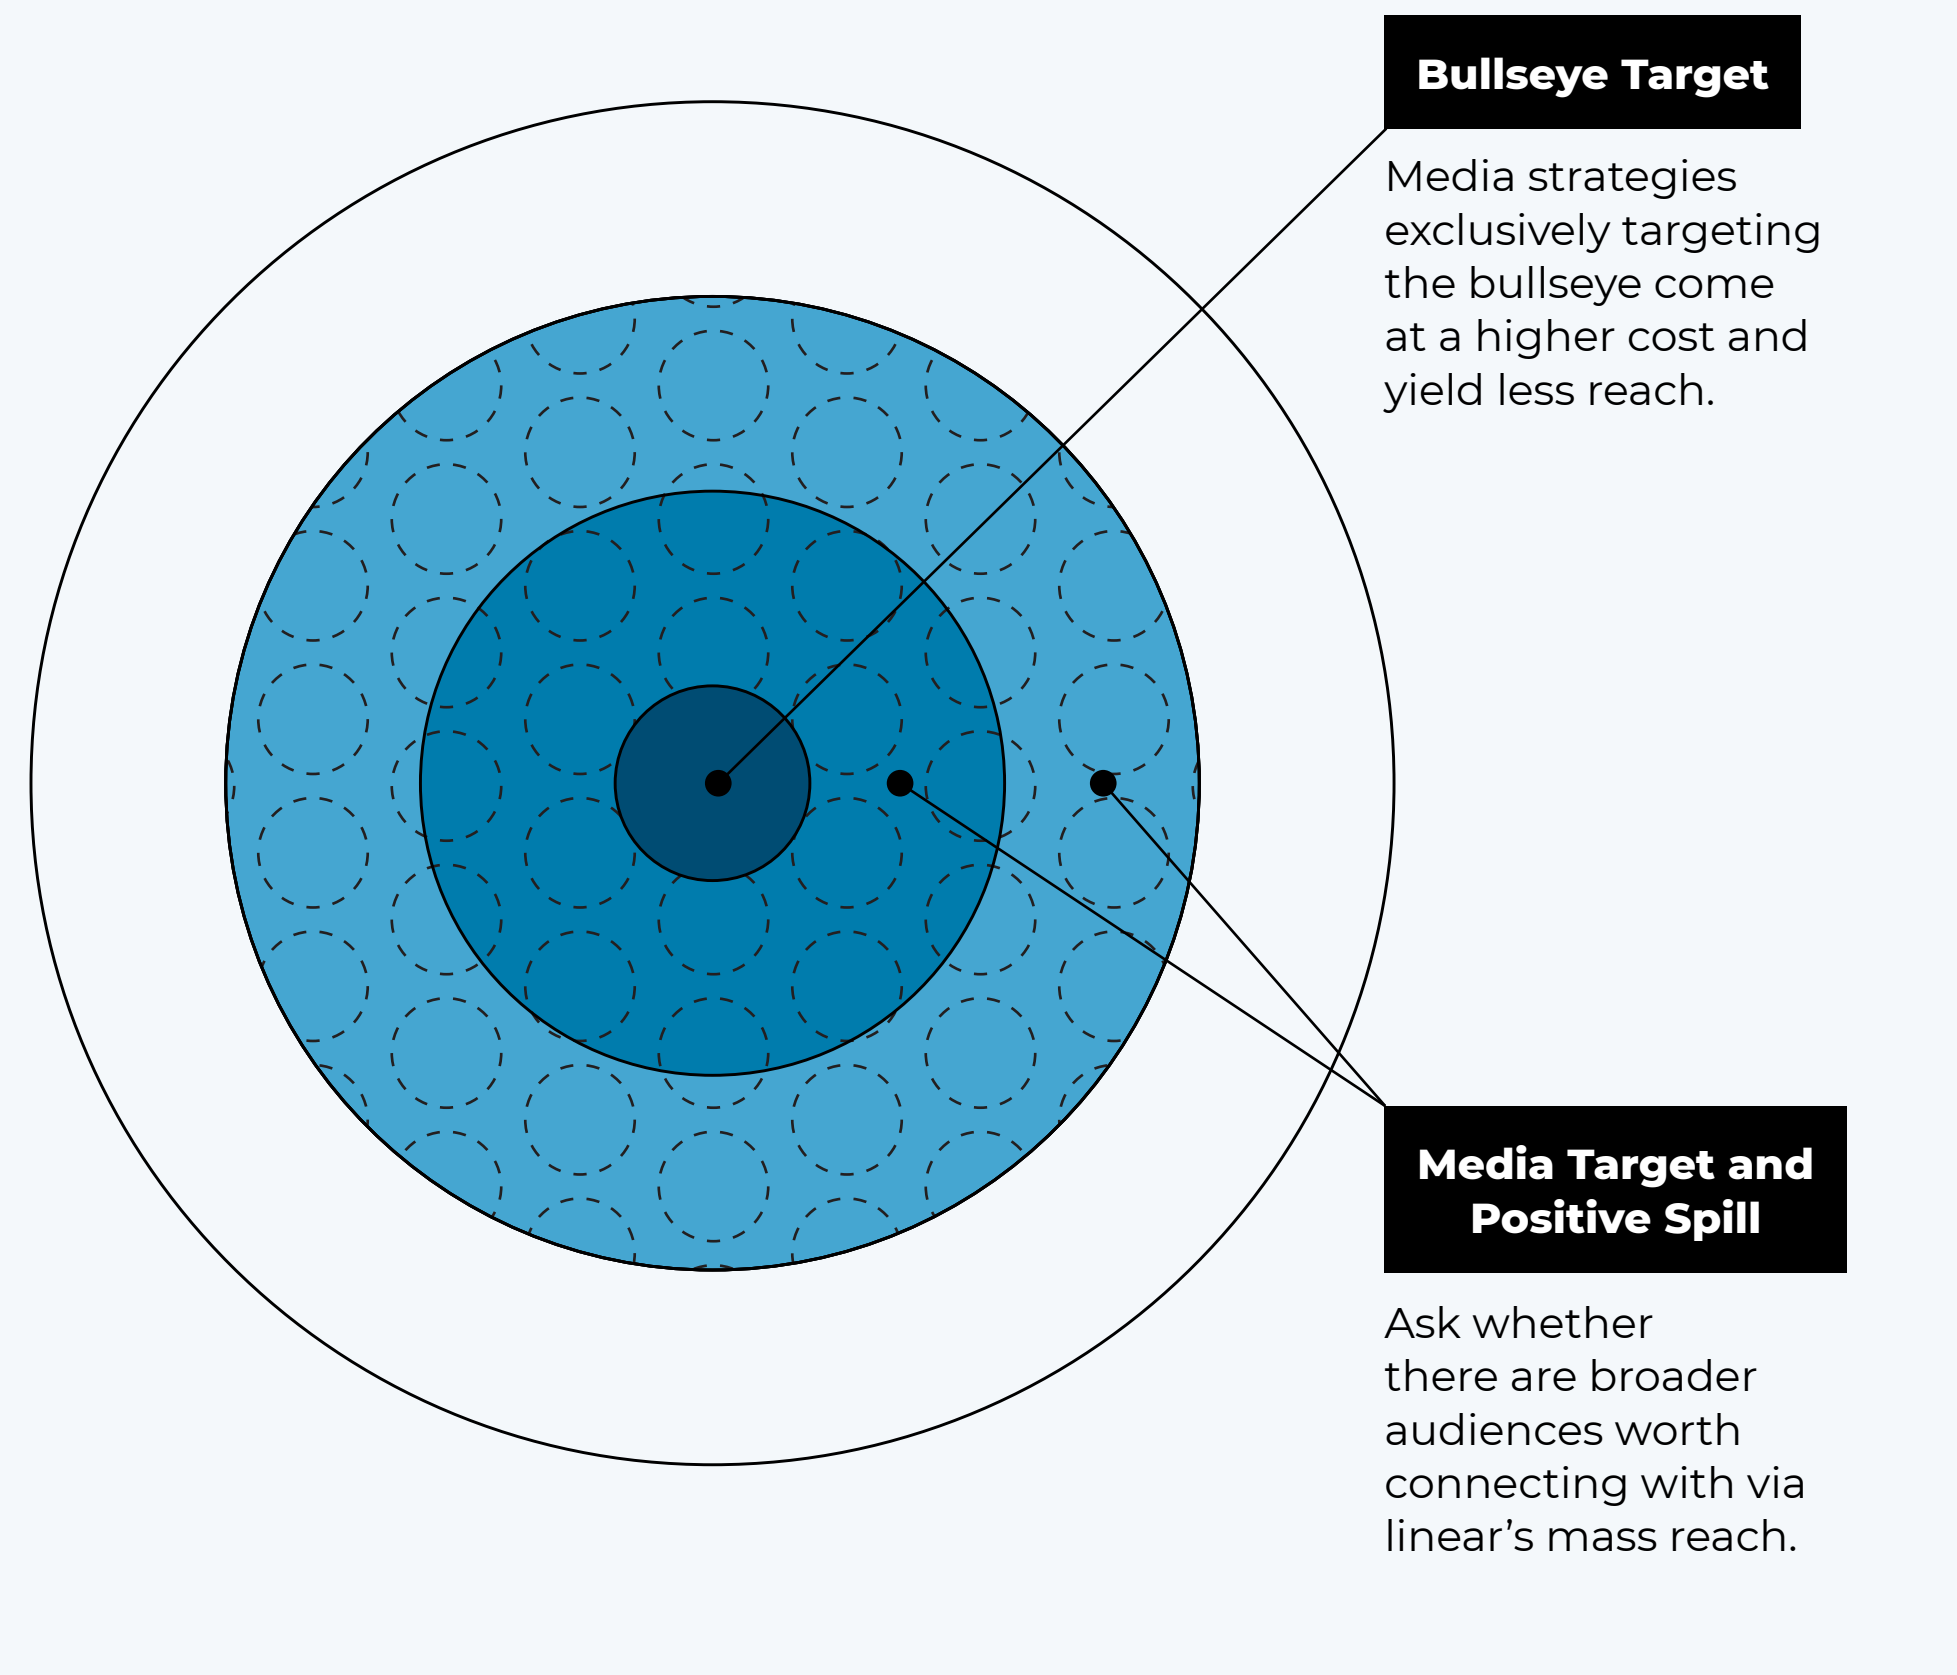 Bullseye Target
Media strategies
exclusively targeting
the bullseye come
at a higher cost and
yield less reach.
Media Target and
Positive Spill
Ask whether
there are broader
audiences worth
connecting with via
linear’s mass reach.